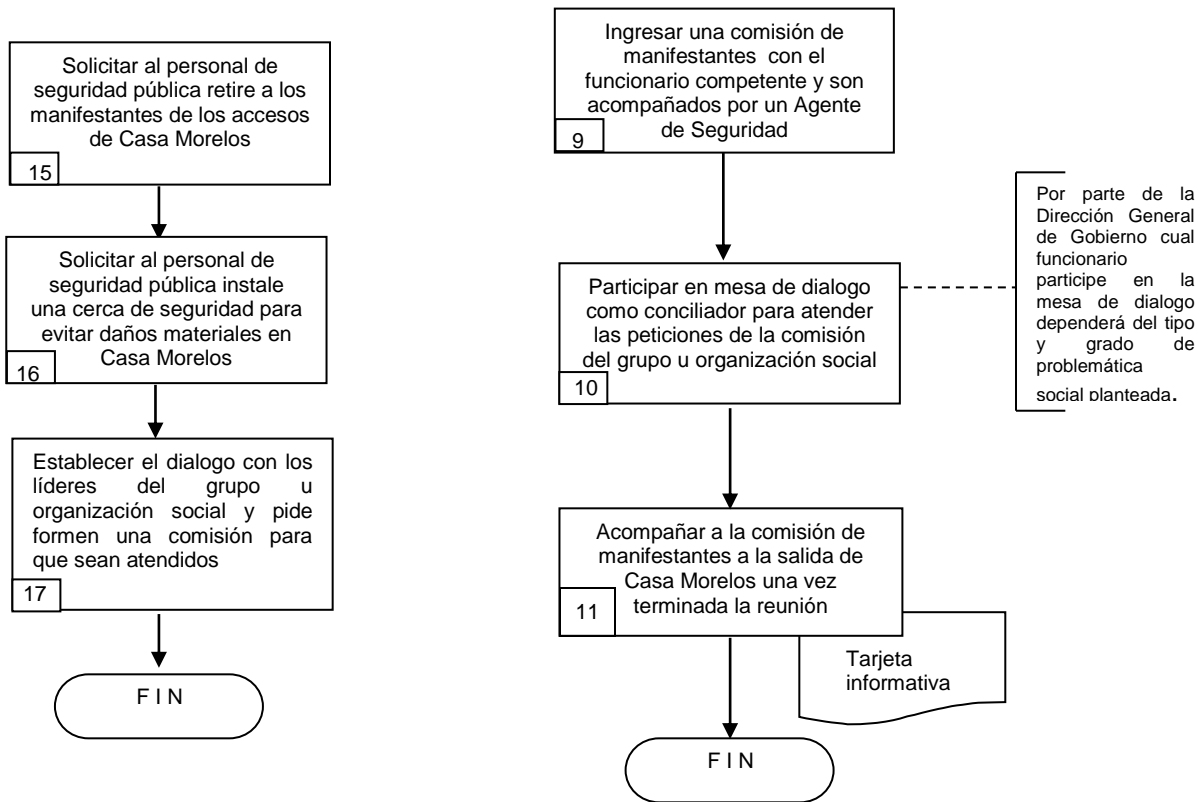 Solicitar al personal de
seguridad pública retire a los
manifestantes de los accesos
de Casa Morelos
15
Solicitar al personal de
seguridad pública instale
una cerca de seguridad para
evitar daños materiales en
Casa Morelos
16
Establecer el dialogo con los
líderes del grupo u
organización social y pide
formen una comisión para
que sean atendidos
17
F I N
Ingresar una comisión de
manifestantes con el
funcionario competente y son
acompañados por un Agente
de Seguridad
9
Participar en mesa de dialogo
como conciliador para atender
las peticiones de la comisión
del grupo u organización social
10
Por parte de la
Dirección General
de Gobierno cual
funcionario
participe en la
mesa de dialogo
dependerá del tipo
y grado de
problemática
social planteada.
Acompañar a la comisión de
manifestantes a la salida de
Casa Morelos una vez
terminada la reunión
11
Tarjeta
informativa
F I N